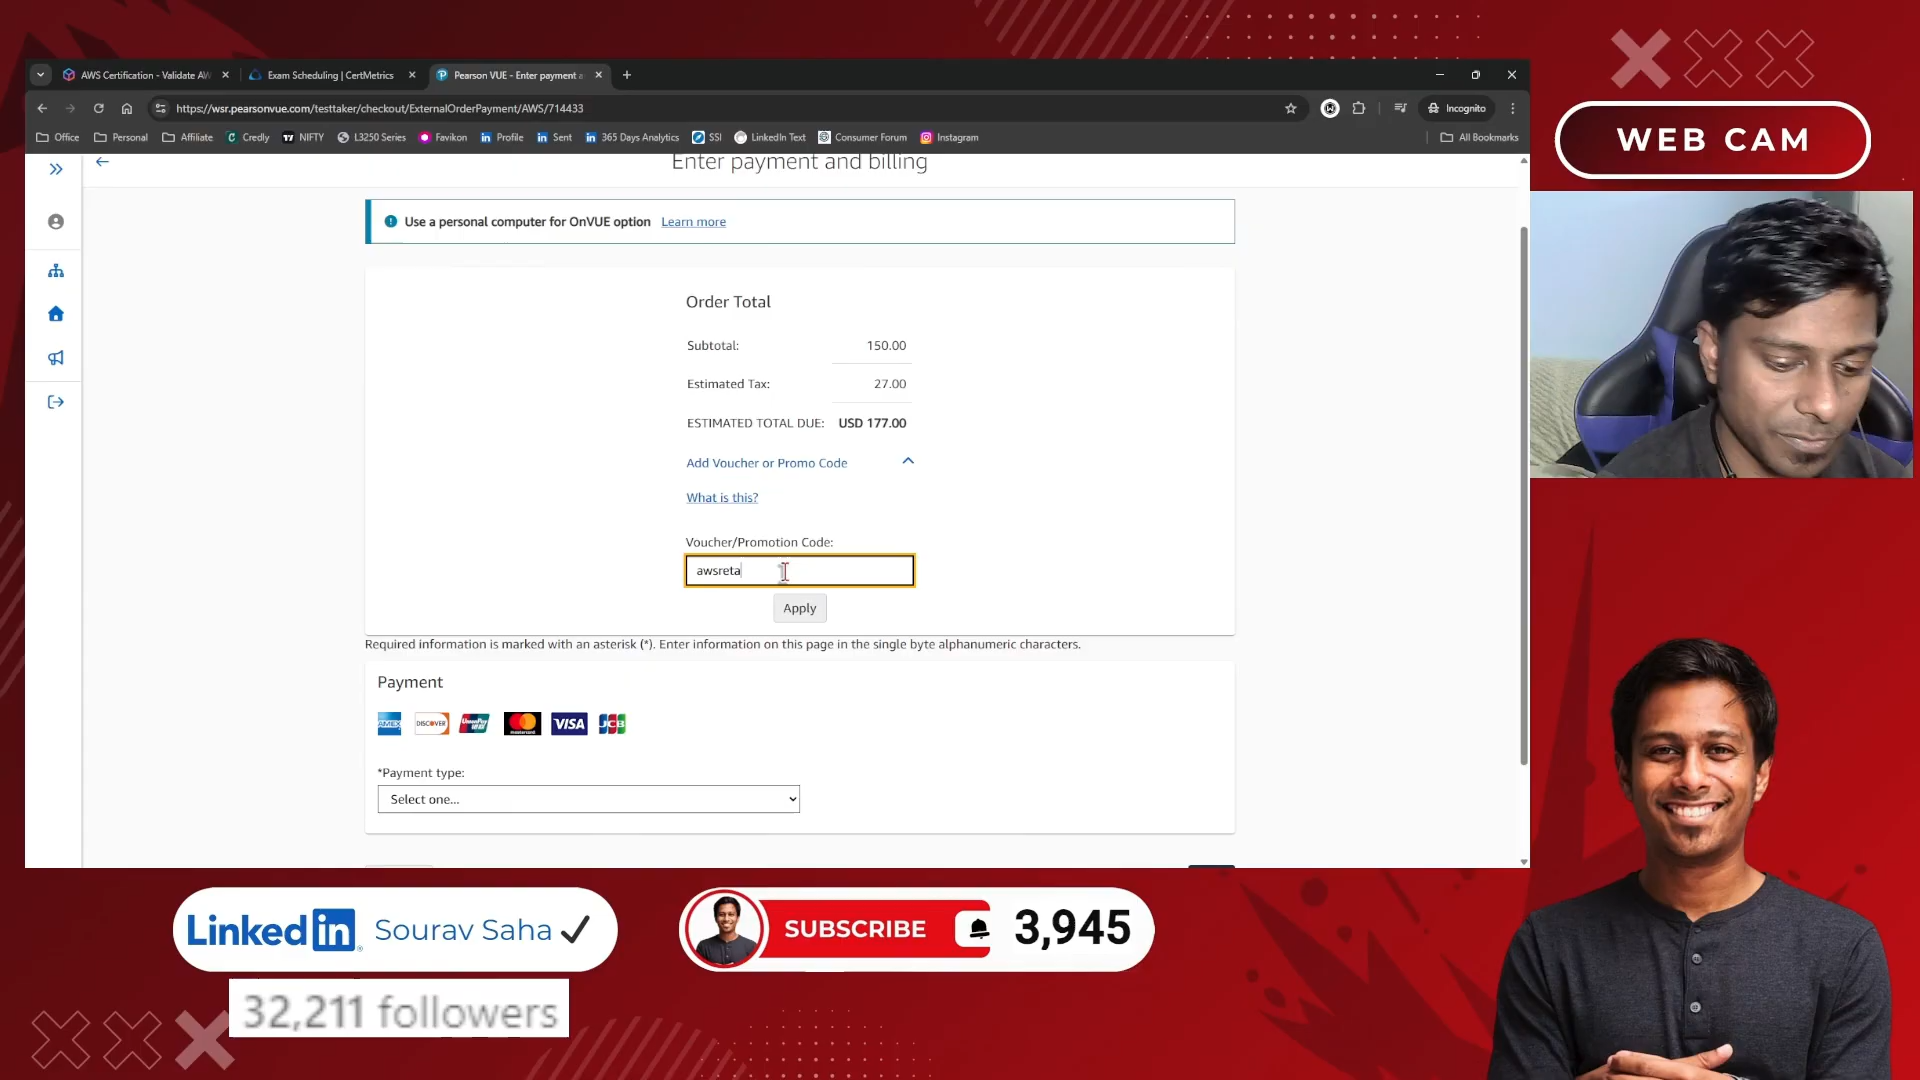 AWS Certification - Validate AW
Exam Scheduling | CertMetrics
Pearson VUE - Enter payment a
https://wsr.pearsonvue.com/testtaker/checkout/ExternalOrderPayment/AWS/714433
Incognito
Office
Personal
Affiliate
Credly
NIFTY
L3250 Series
Favikon
Profile
Sent
365 Days Analytics
SSI
LinkedIn Text
Consumer Forum
Instagram
All Bookmarks
WEB CAM
Enter payment and billing
Use a personal computer for OnVUE option Learn more
Order Total
Subtotal: 150.00
Estimated Tax: 27.00
ESTIMATED TOTAL DUE: USD 177.00
Add Voucher or Promo Code
What is this?
Voucher/Promotion Code:
awsreta
Apply
Required information is marked with an asterisk (*). Enter information on this page in the single byte alphanumeric characters.
Payment
AMEX
DISCOVER
UnionPay
mastercard
VISA
JCB
*Payment type:
Select one...
Linkedin Sourav Saha
SUBSCRIBE 3,945
32,211 followers